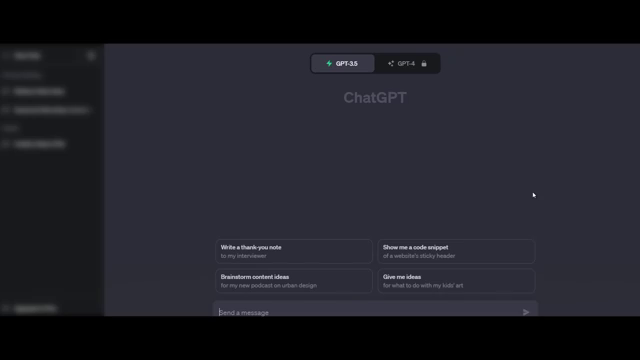 GPT-3.5 GPT-4
ChatGPT
Write a thank-you note
to my interviewer
Show me a code snippet
of a website's sticky header
Brainstorm content ideas
for my new podcast on urban design
Give me ideas
for what to do with my kids' art
Send a message